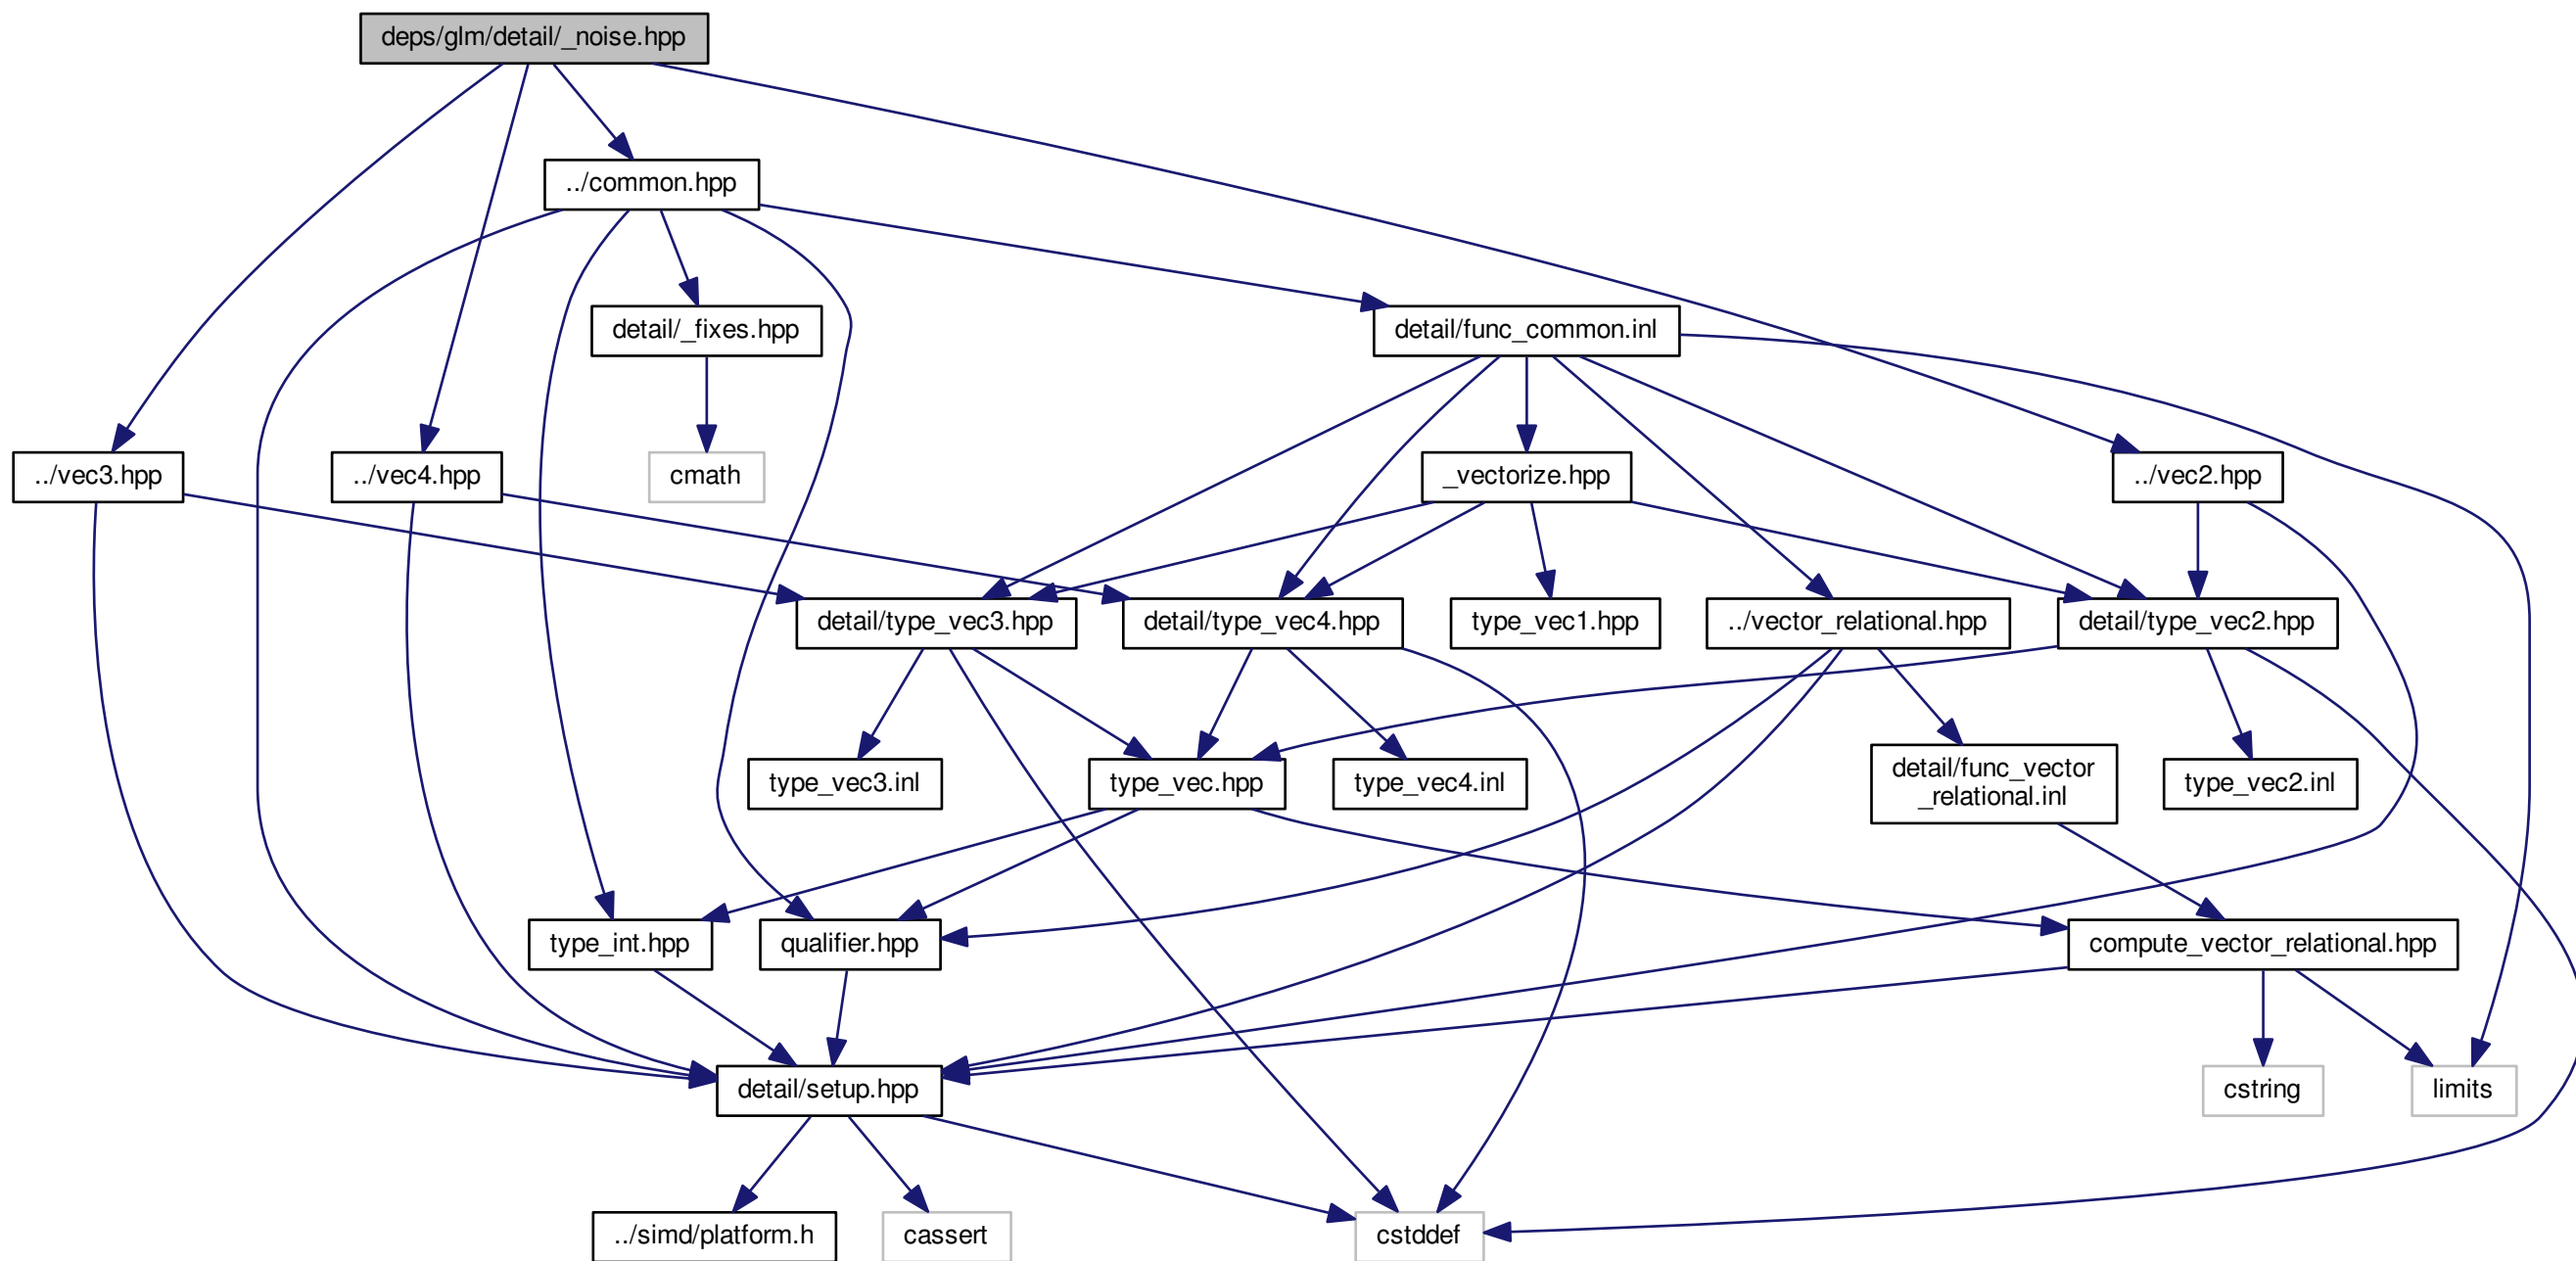 deps/glm/detail/_noise.hpp
../common.hpp
detail/_fixes.hpp
detail/func_common.inl
../vec3.hpp
../vec4.hpp
cmath
_vectorize.hpp
../vec2.hpp
detail/type_vec3.hpp
detail/type_vec4.hpp
type_vec1.hpp
../vector_relational.hpp
detail/type_vec2.hpp
type_vec3.inl
type_vec.hpp
type_vec4.inl
detail/func_vector
_relational.inl
type_vec2.inl
type_int.hpp
qualifier.hpp
compute_vector_relational.hpp
detail/setup.hpp
cstring
limits
../simd/platform.h
cassert
cstddef